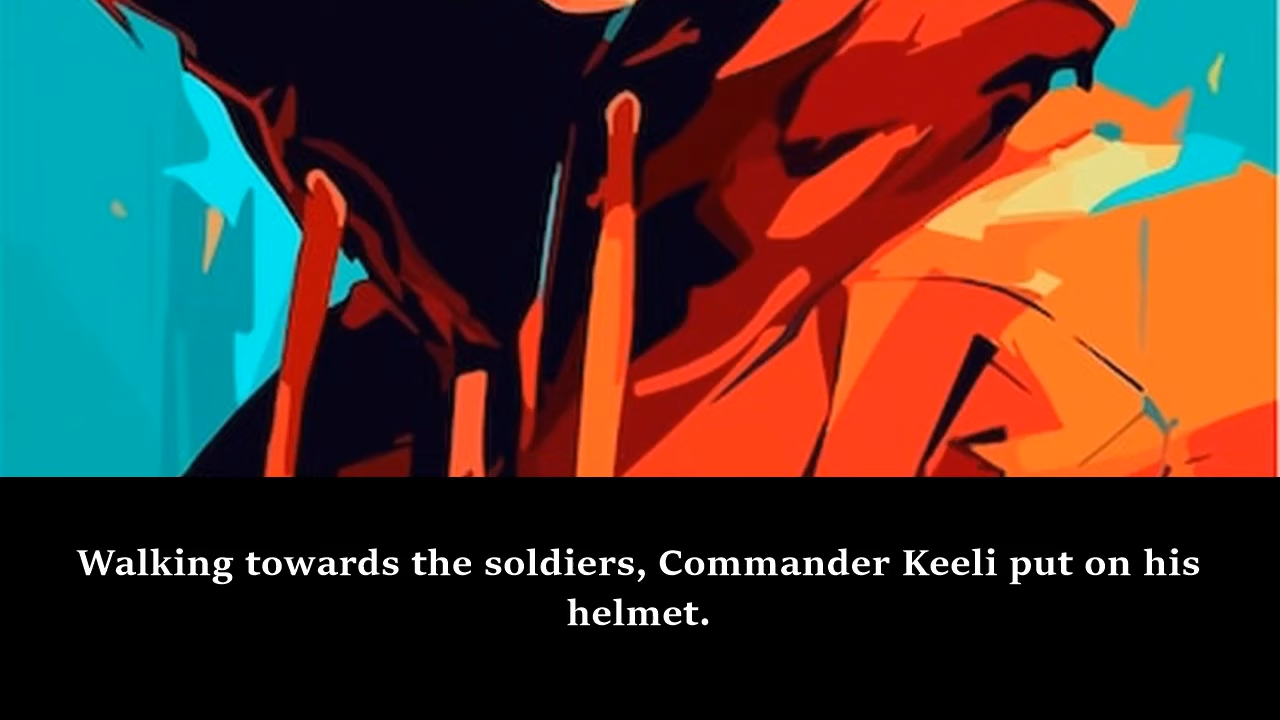 Walking towards the soldiers, Commander Keeli put on his
helmet.